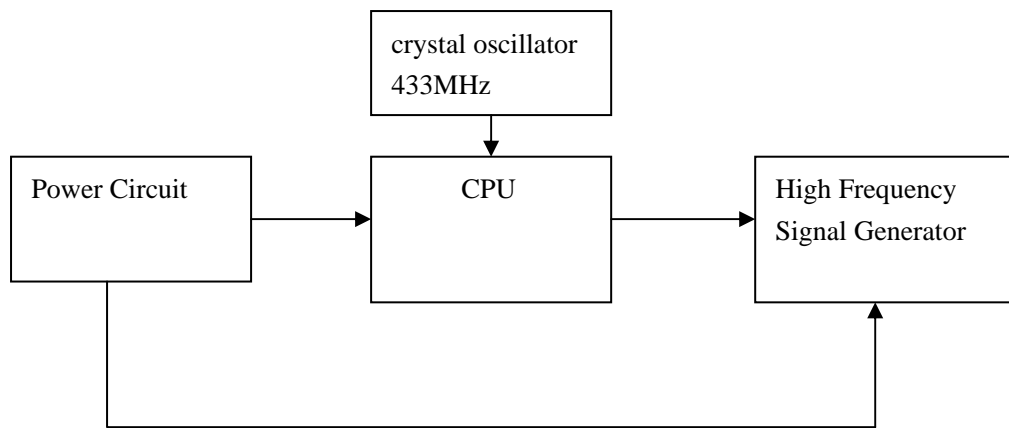 crystal oscillator
433MHz
Power Circuit
CPU
High Frequency
Signal Generator